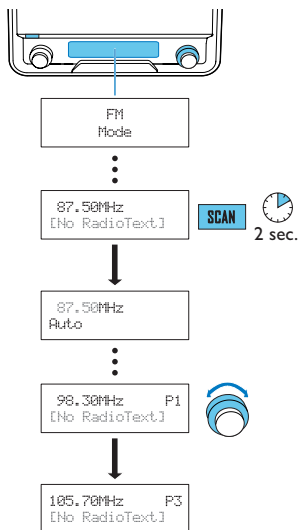 FM
Mode
87.50MHz
[No RadioText]
SCAN
2 sec.
87.50MHz
Auto
98.30MHz P1
[No RadioText]
105.70MHz P3
[No RadioText]